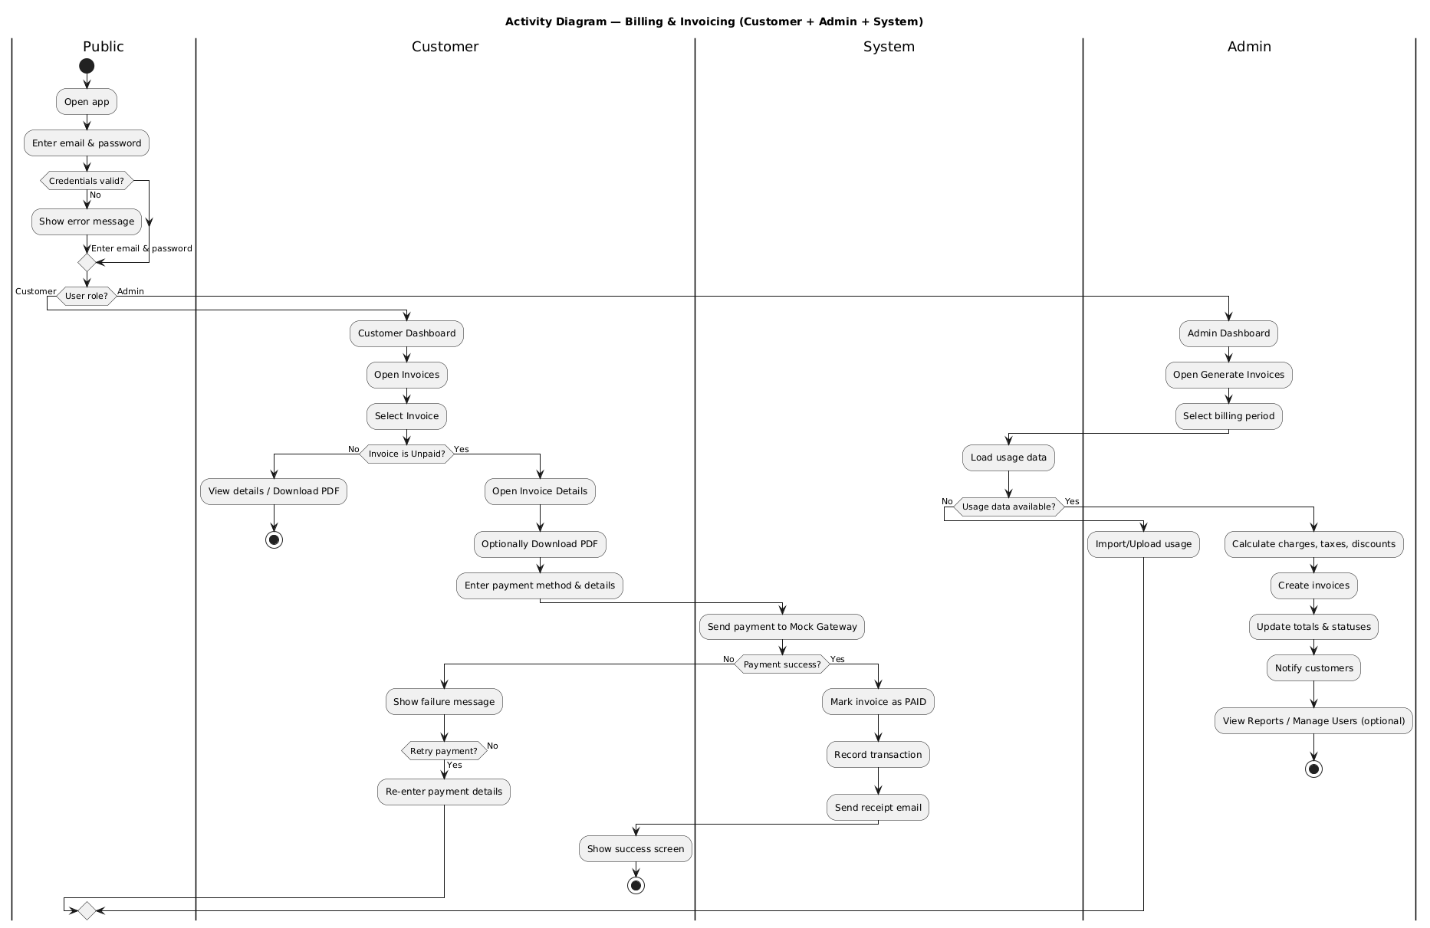 Activity Diagram — Billing & Invoicing (Customer + Admin + System)
Public
Customer
System
Admin
Open app
Enter email & password
Credentials valid?
No
Show error message
Enter email & password
Customer
User role?
Admin
Customer Dashboard
Admin Dashboard
Open Invoices
Open Generate Invoices
Select Invoice
Select billing period
No
Invoice is Unpaid?
Yes
Load usage data
View details / Download PDF
Open Invoice Details
No
Usage data available?
Yes
Optionally Download PDF
Import/Upload usage
Calculate charges, taxes, discounts
Enter payment method & details
Create invoices
Send payment to Mock Gateway
Update totals & statuses
No
Payment success?
Yes
Notify customers
Show failure message
Mark invoice as PAID
View Reports / Manage Users (optional)
Retry payment?
No
Yes
Record transaction
Re-enter payment details
Send receipt email
Show success screen